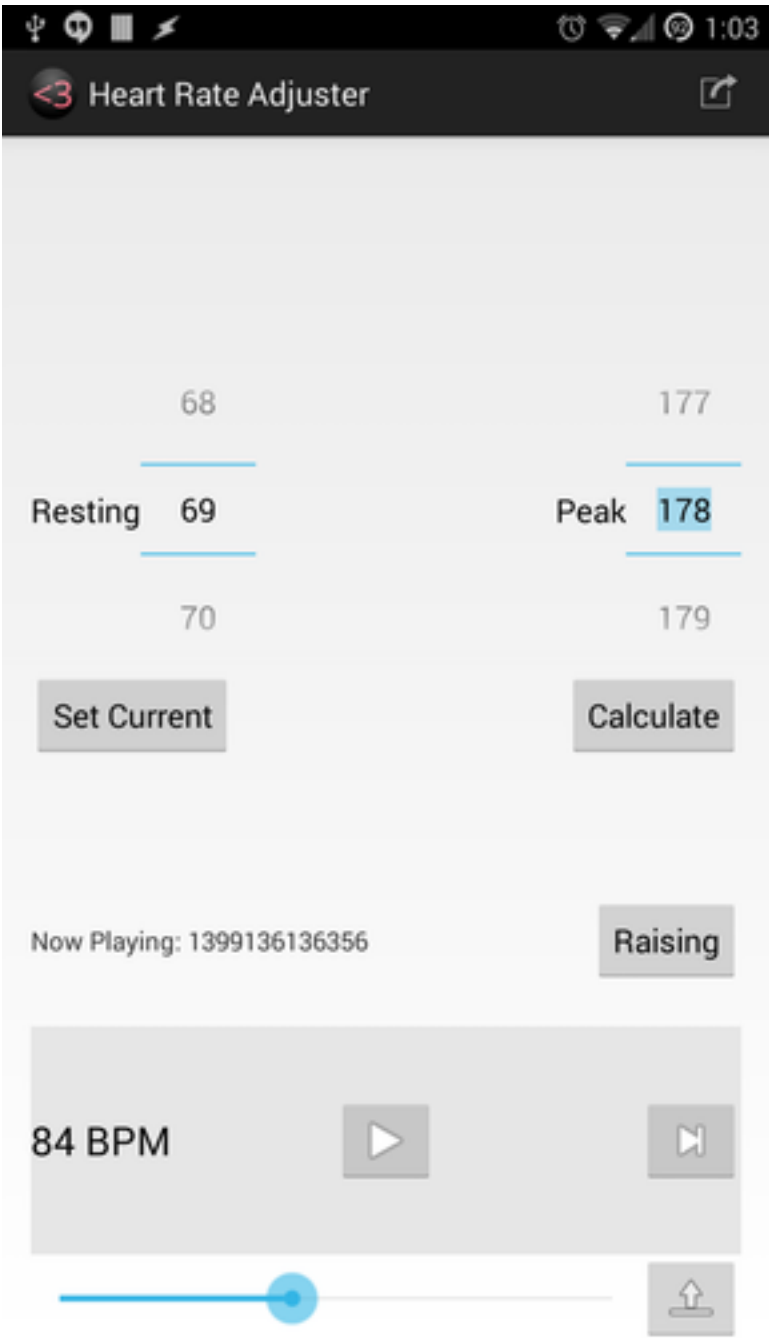 92 1:03
<3 Heart Rate Adjuster
68 177
Resting 69 Peak 178
70 179
Set Current Calculate
Now Playing: 1399136136356 Raising
84 BPM